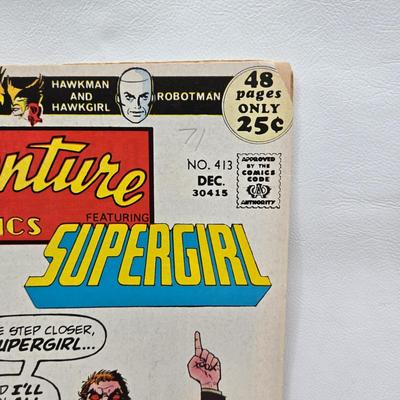 HAWKMAN
AND
HAWKGIRL
ROBOTMAN
48
pages
ONLY
25¢
71
NO. 413
DEC.
30415
APPROVED
BY THE
COMICS
CODE
AUTHORITY
nture
ICS
FEATURING
SUPERGIRL
E STEP CLOSER,
UPERGIRL...
D I'LL